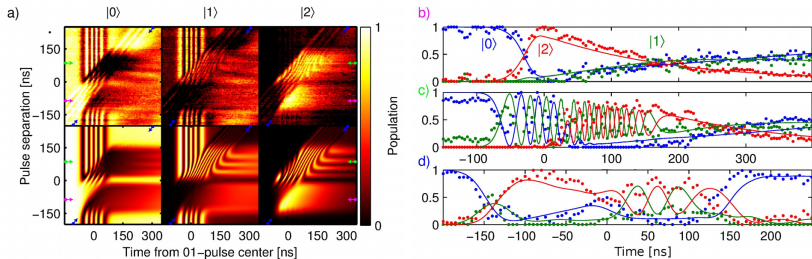 a)
|0⟩ |1⟩ |2⟩
Pulse separation [ns]
150
0
−150
150
0
−150
0 150 300 0 150 300 0 150 300
Time from 01−pulse center [ns]
1
0
Population
b)
1
0.5
0
|0⟩ |2⟩ |1⟩
c)
1
0.5
0
−100 0 100 200 300
d)
1
0.5
0
−150 −100 −50 0 50 100 150 200
Time [ns]